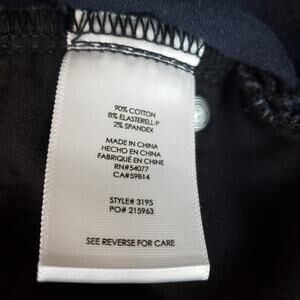 90% COTTON
8% ELASTERELL-P
2% SPANDEX
MADE IN CHINA
HECHO EN CHINA
FABRIQUÉ EN CHINE
RN#54077
CA#59814
STYLE# 3195
PO# 215963
SEE REVERSE FOR CARE